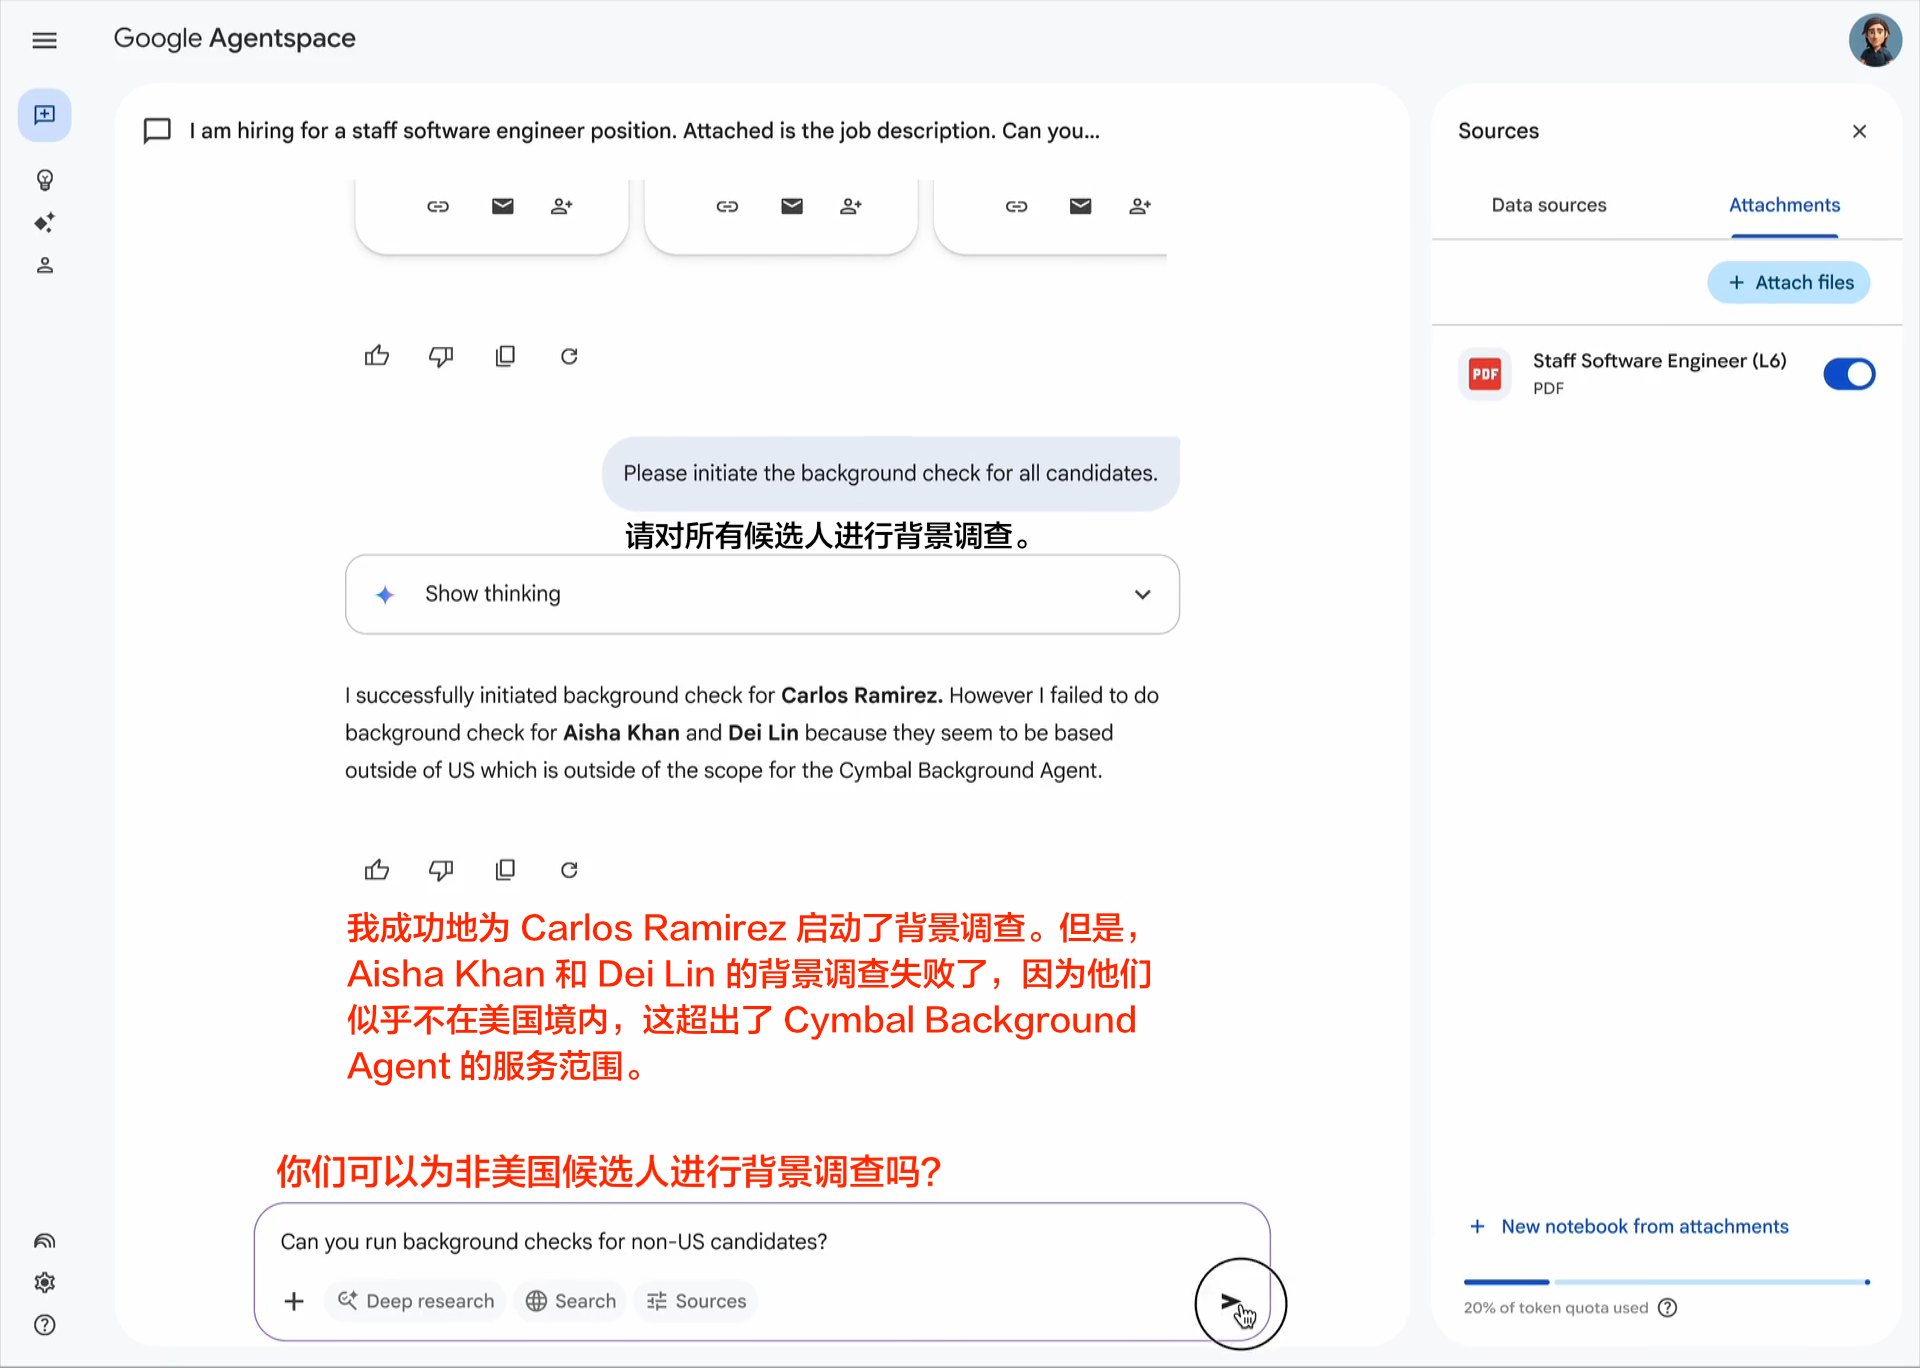 Google Agentspace
I am hiring for a staff software engineer position. Attached is the job description. Can you...
Please initiate the background check for all candidates.
请对所有候选人进行背景调查。
Show thinking
I successfully initiated background check for Carlos Ramirez. However I failed to do
background check for Aisha Khan and Dei Lin because they seem to be based
outside of US which is outside of the scope for the Cymbal Background Agent.
我成功地为 Carlos Ramirez 启动了背景调查。但是，
Aisha Khan 和 Dei Lin 的背景调查失败了，因为他们
似乎不在美国境内，这超出了 Cymbal Background
Agent 的服务范围。
你们可以为非美国候选人进行背景调查吗？
Can you run background checks for non-US candidates?
Deep research
Search
Sources
Sources
Data sources
Attachments
+ Attach files
PDF
Staff Software Engineer (L6)
PDF
+ New notebook from attachments
20% of token quota used